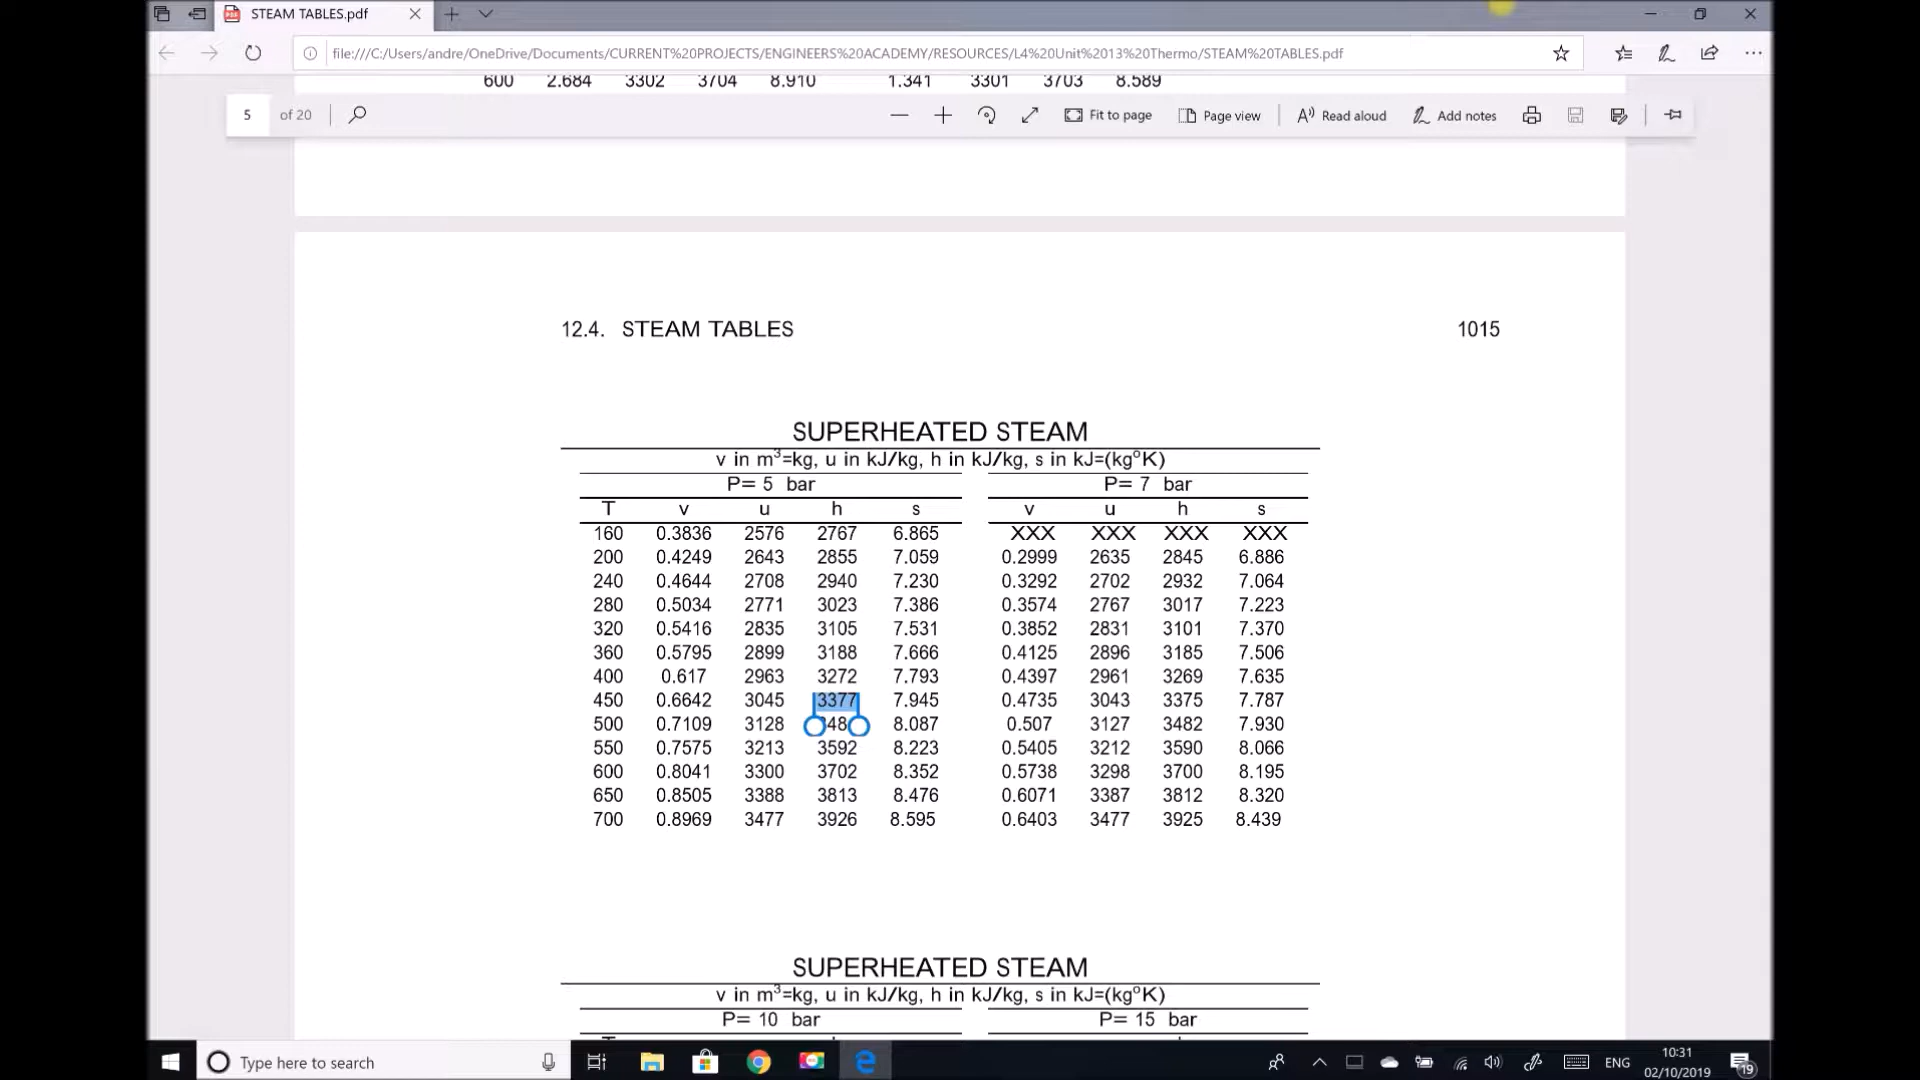 STEAM TABLES.pdf
file:///C:/Users/andre/OneDrive/Documents/CURRENT%20PROJECTS/ENGINEERS%20ACADEMY/RESOURCES/L4%20Unit%2013%20Thermo/STEAM%20TABLES.pdf
600 2.684 3302 3704 8.910 1.341 3301 3703 8.589
5 of 20 Fit to page Page view Read aloud Add notes
12.4. STEAM TABLES 1015
SUPERHEATED STEAM
v in m³=kg, u in kJ/kg, h in kJ/kg, s in kJ=(kg°K)
P= 5 bar P= 7 bar
T v u h s v u h s
160 0.3836 2576 2767 6.865 XXX XXX XXX XXX
200 0.4249 2643 2855 7.059 0.2999 2635 2845 6.886
240 0.4644 2708 2940 7.230 0.3292 2702 2932 7.064
280 0.5034 2771 3023 7.386 0.3574 2767 3017 7.223
320 0.5416 2835 3105 7.531 0.3852 2831 3101 7.370
360 0.5795 2899 3188 7.666 0.4125 2896 3185 7.506
400 0.617 2963 3272 7.793 0.4397 2961 3269 7.635
450 0.6642 3045 3377 7.945 0.4735 3043 3375 7.787
500 0.7109 3128 8.087 0.507 3127 3482 7.930
550 0.7575 3213 3592 8.223 0.5405 3212 3590 8.066
600 0.8041 3300 3702 8.352 0.5738 3298 3700 8.195
650 0.8505 3388 3813 8.476 0.6071 3387 3812 8.320
700 0.8969 3477 3926 8.595 0.6403 3477 3925 8.439
SUPERHEATED STEAM
v in m³=kg, u in kJ/kg, h in kJ/kg, s in kJ=(kg°K)
P= 10 bar P= 15 bar
Type here to search ENG 10:31
02/10/2019 19